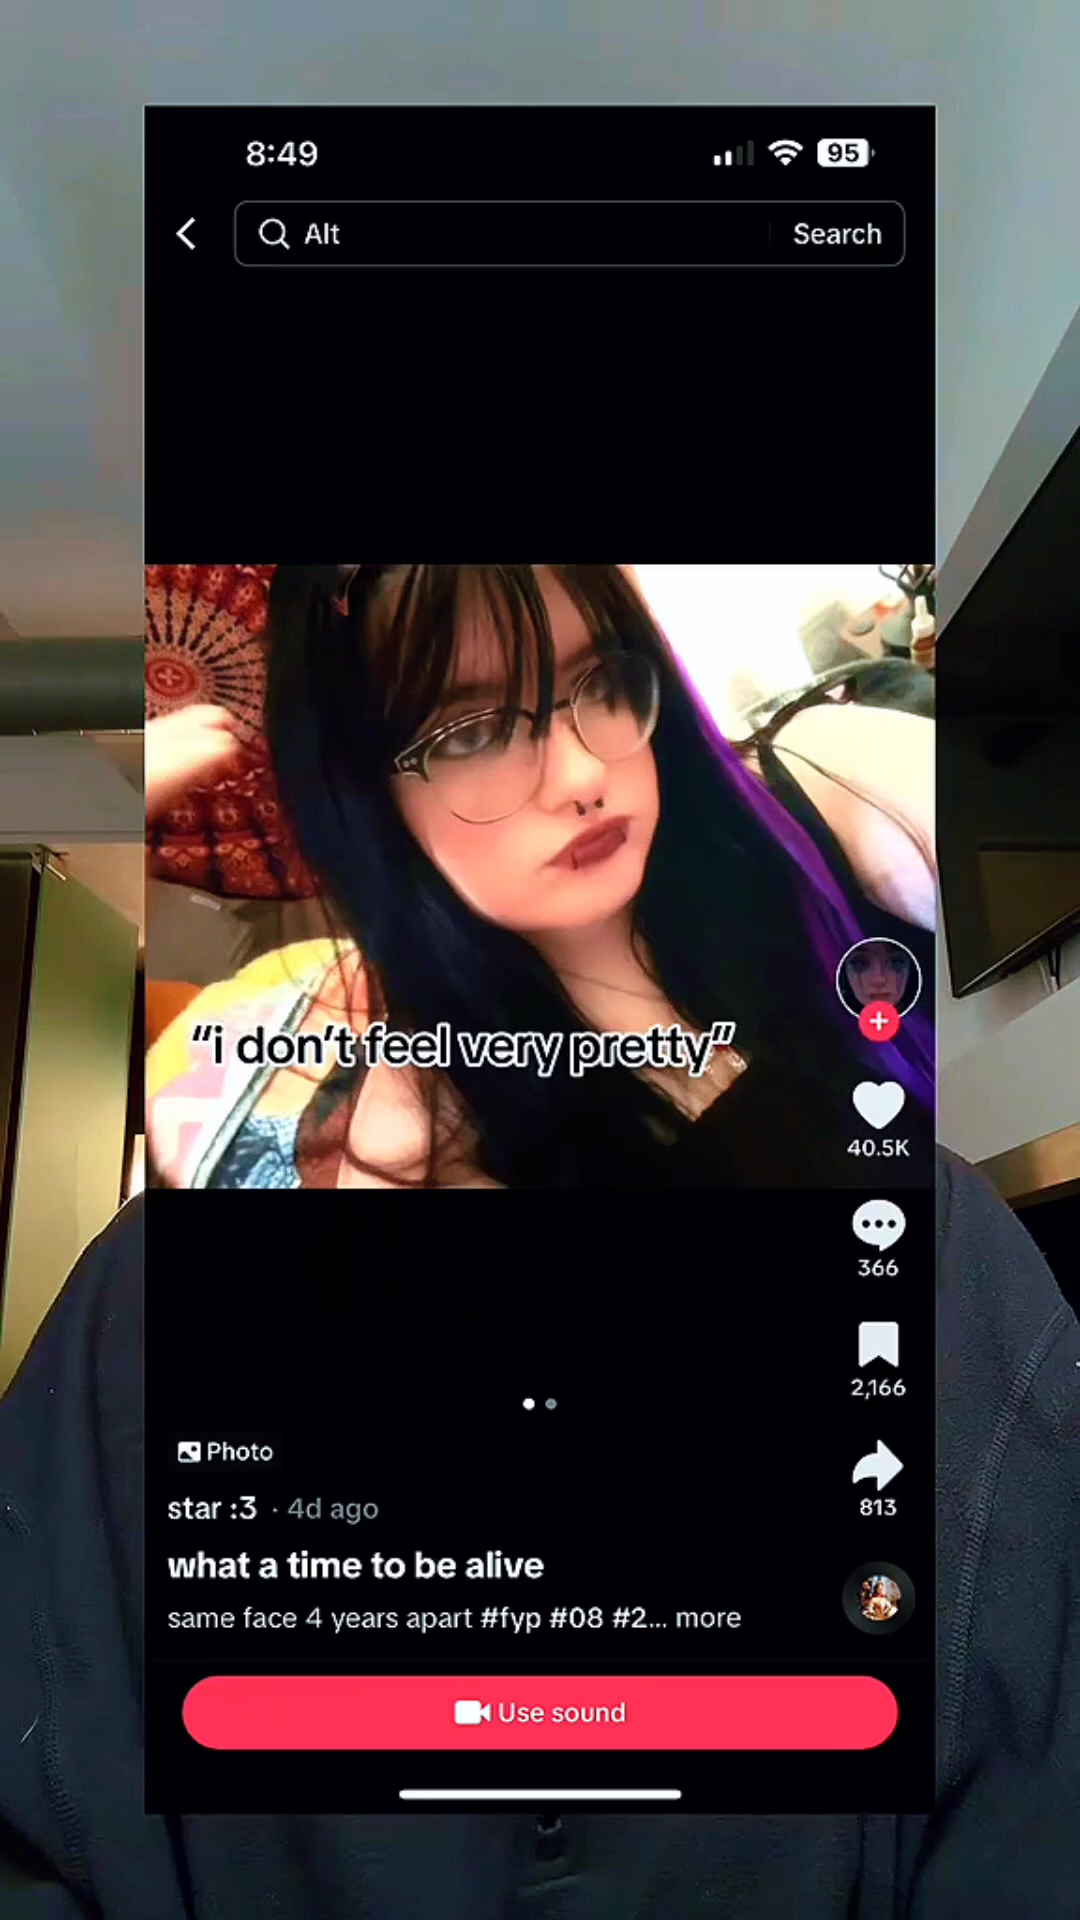 8:49
95
Alt
Search
“i don’t feel very pretty”
40.5K
366
2,166
813
Photo
star :3 · 4d ago
what a time to be alive
same face 4 years apart #fyp #08 #2... more
Use sound